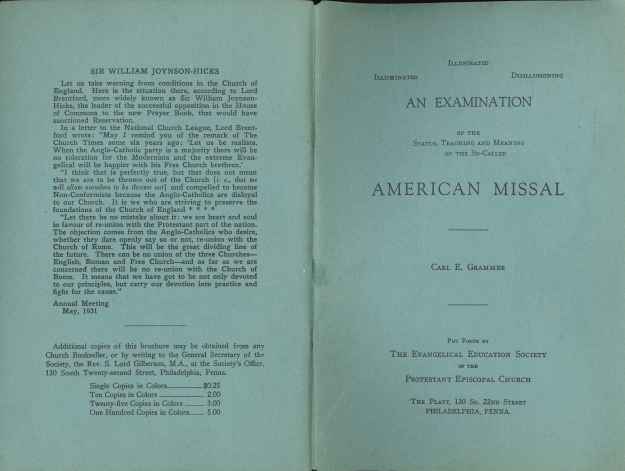 SIR WILLIAM JOYNSON-HICKS
Let us take warning from conditions in the Church of
England. Here is the situation there, according to Lord
Brentford, more widely known as Sir William Joynson-
Hicks, the leader of the successful opposition in the House
of Commons to the new Prayer Book, that would have
sanctioned Reservation.
In a letter to the National Church League, Lord Brent-
ford wrote: "May I remind you of the remark of The
Church Times some six years ago: 'Let us be realists.
When the Anglo-Catholic party is a majority there will be
no toleration for the Modernists and the extreme Evan-
gelical will be happier with his Free Church brethren.'
"I think that is perfectly true, but that does not mean
that we are to be thrown out of the Church [i. e., that we
will allow ourselves to be driven out] and compelled to become
Non-Conformists because the Anglo-Catholics are disloyal
to our Church. It is we who are striving to preserve the
foundations of the Church of England * * * *
"Let there be no mistake about it: we are heart and soul
in favour of re-union with the Protestant part of the nation.
The objection comes from the Anglo-Catholics who desire,
whether they dare openly say so or not, re-union with the
Church of Rome. This will be the great dividing line of
the future. There can be no union of the three Churches—
English, Roman and Free Church—and as far as we are
concerned there will be no re-union with the Church of
Rome. It means that we have got to be not only devoted
to our principles, but carry our devotion into practice and
fight for the cause."
Annual Meeting
May, 1931
Additional copies of this brochure may be obtained from any
Church Bookseller, or by writing to the General Secretary of the
Society, the Rev. S. Lord Gilberson, M.A., at the Society's Office,
130 South Twenty-second Street, Philadelphia, Penna.
Single Copies in Colors........... $0.25
Ten Copies in Colors ............... 2.00
Twenty-five Copies in Colors ....... 3.00
One Hundred Copies in Colors...... 5.00
ILLUSTRATED
ILLUMINATED DISILLUSIONING
AN EXAMINATION
OF THE
STATUS, TEACHING AND MEANING
OF THE SO-CALLED
AMERICAN MISSAL
CARL E. GRAMMER
PUT FORTH BY
THE EVANGELICAL EDUCATION SOCIETY
OF THE
PROTESTANT EPISCOPAL CHURCH
THE PLATT, 130 SO. 22ND STREET
PHILADELPHIA, PENNA.